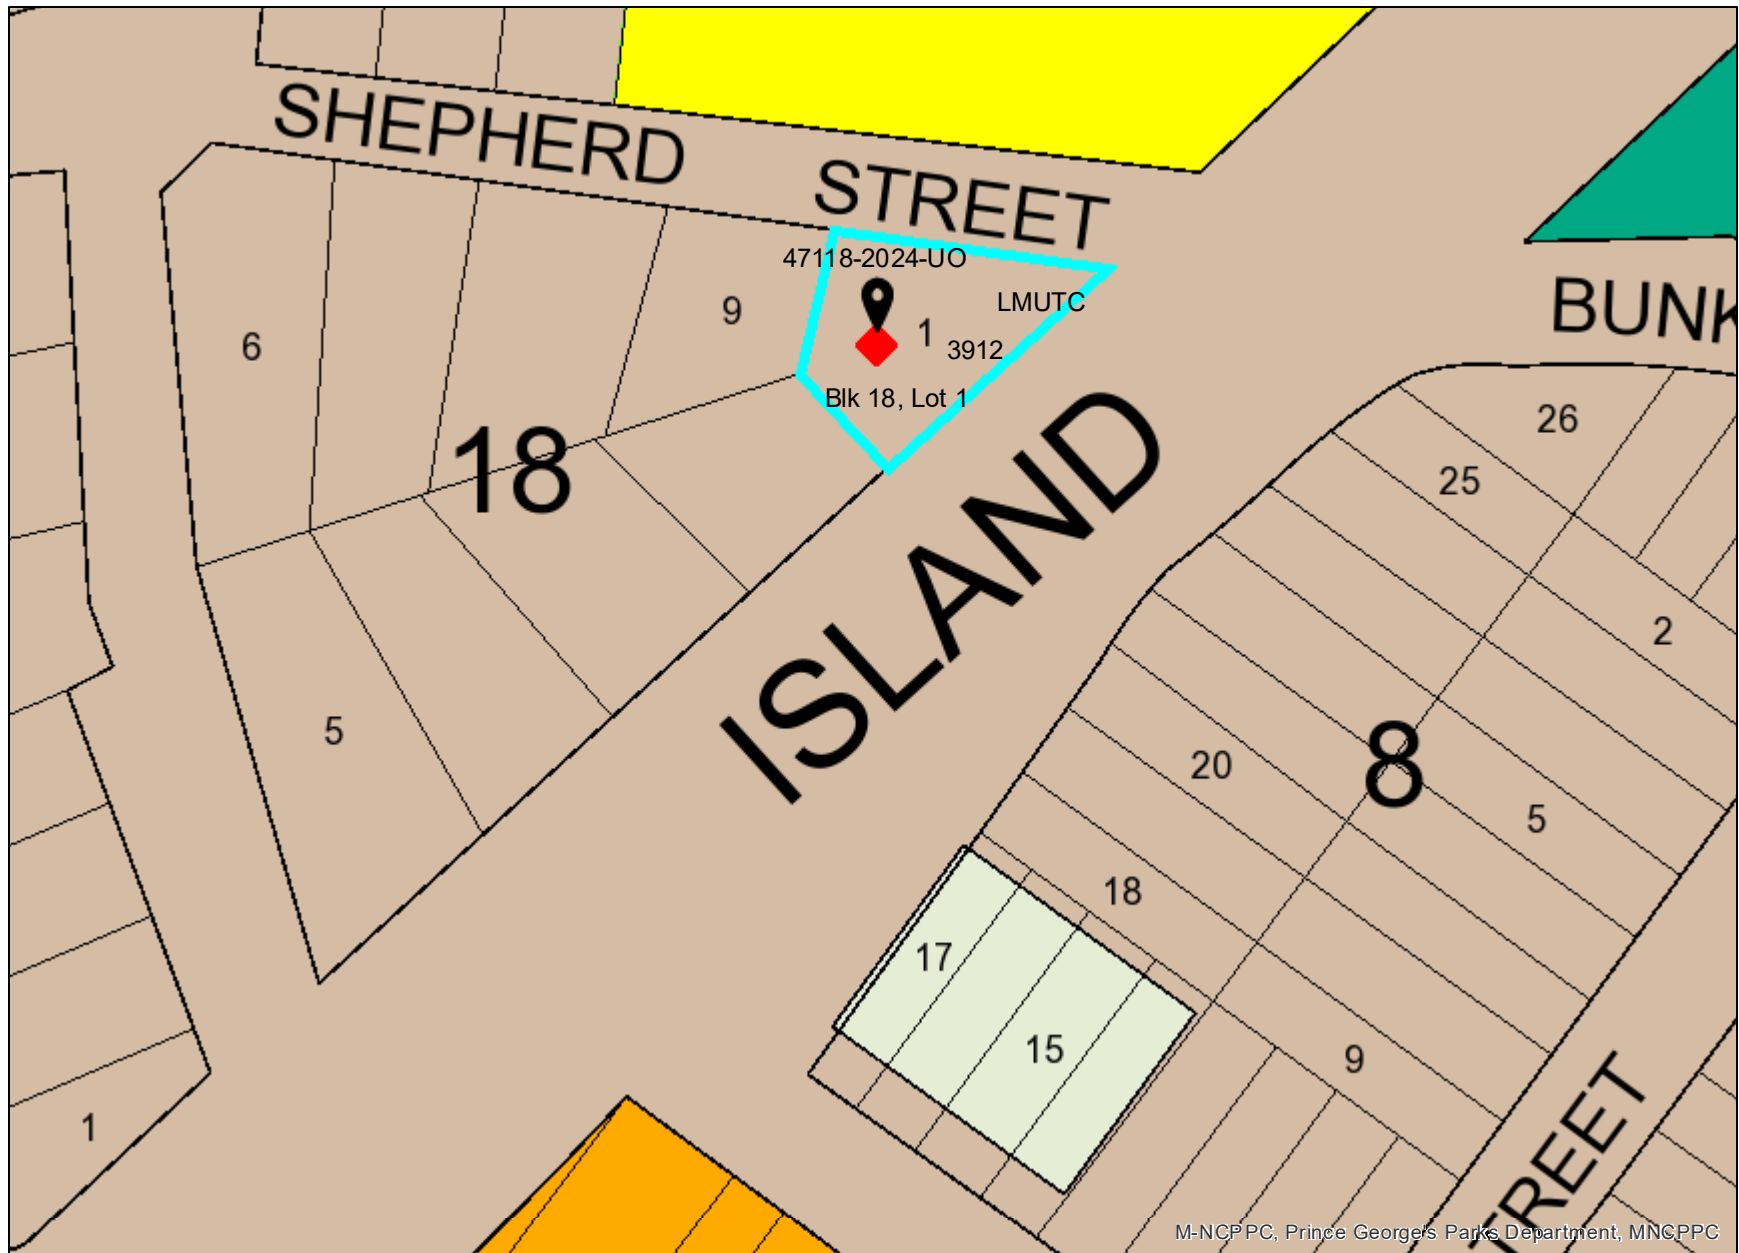 SHEPHERD STREET
47118-2024-UO
LMUTC
BUNK
9
1
6
3912
Blk 18, Lot 1
26
18
25
ISLAND
2
5
20
8
5
18
17
15
9
1
TREET
M-NCPPC, Prince George's Parks Department, MNCPPC